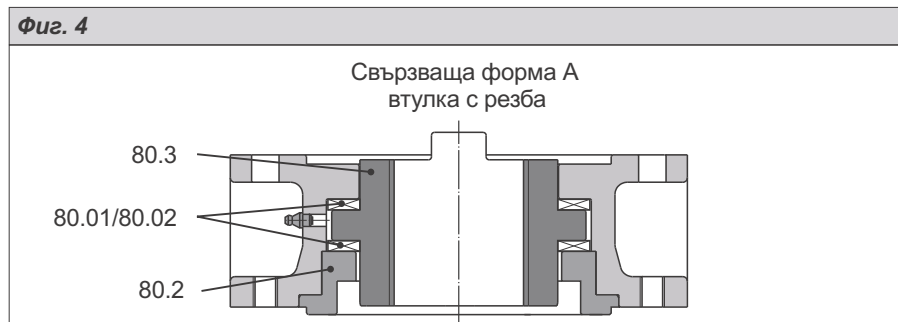 Фиг. 4
Свързваща форма А
втулка с резба
80.3
80.01/80.02
80.2